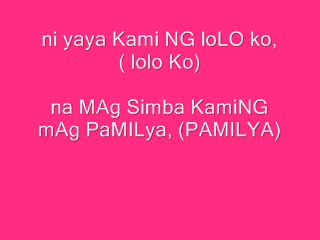 ni yaya Kami NG loLO ko,
( lolo Ko)
na MAg Simba KamiNG
mAg PaMILya, (PAMILYA)